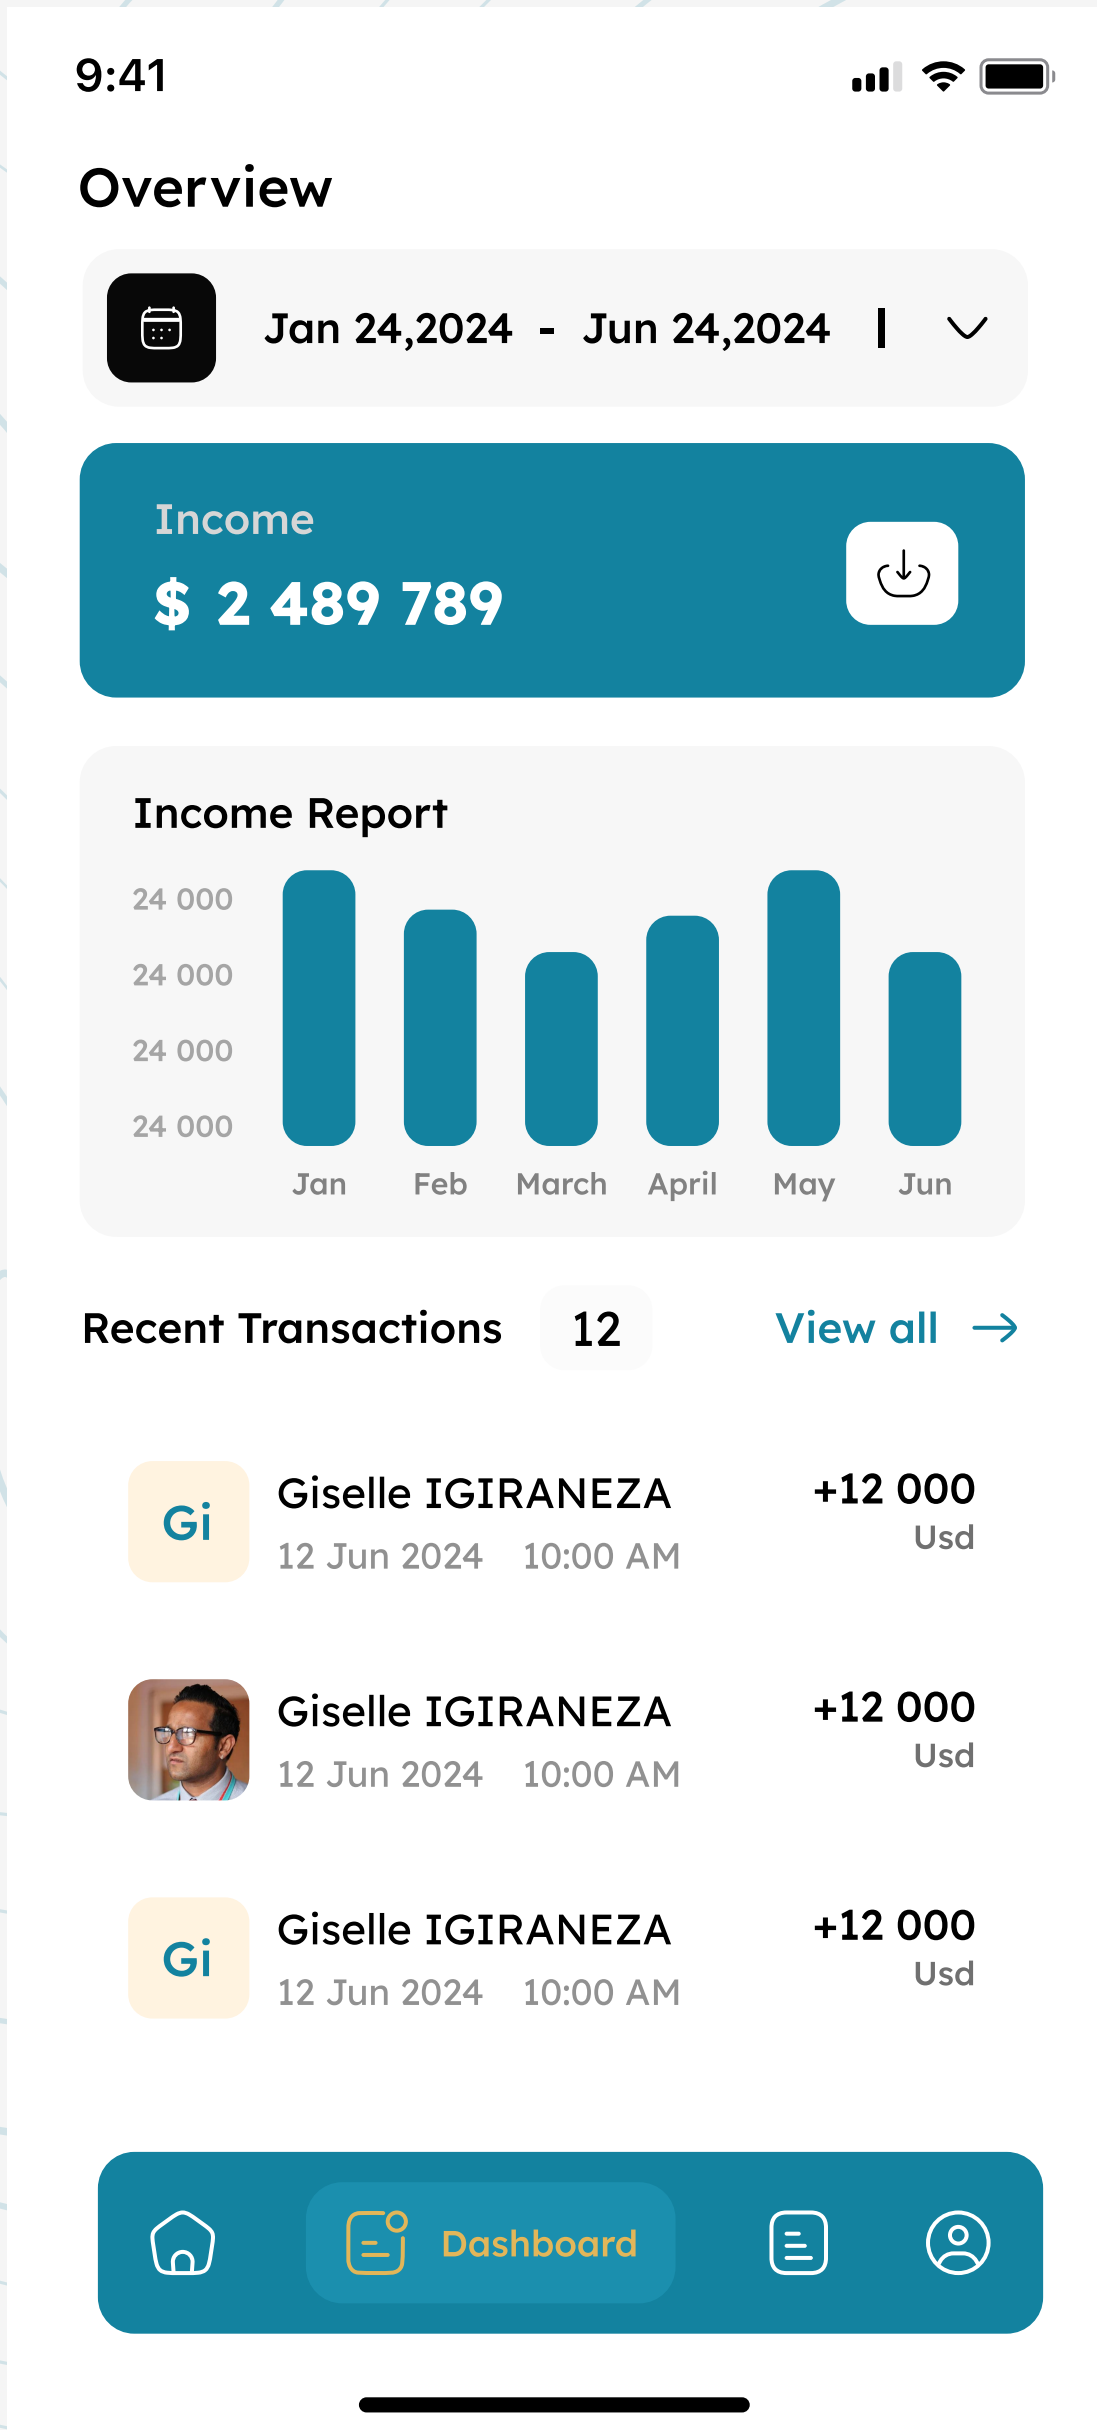 9:41
Overview
Jan 24,2024 - Jun 24,2024
Income
$ 2 489 789
Income Report
24 000
24 000
24 000
24 000
Jan Feb March April May Jun
Recent Transactions 12 View all
Gi
Giselle IGIRANEZA +12 000
12 Jun 2024 10:00 AM Usd
Giselle IGIRANEZA +12 000
12 Jun 2024 10:00 AM Usd
Gi
Giselle IGIRANEZA +12 000
12 Jun 2024 10:00 AM Usd
Dashboard